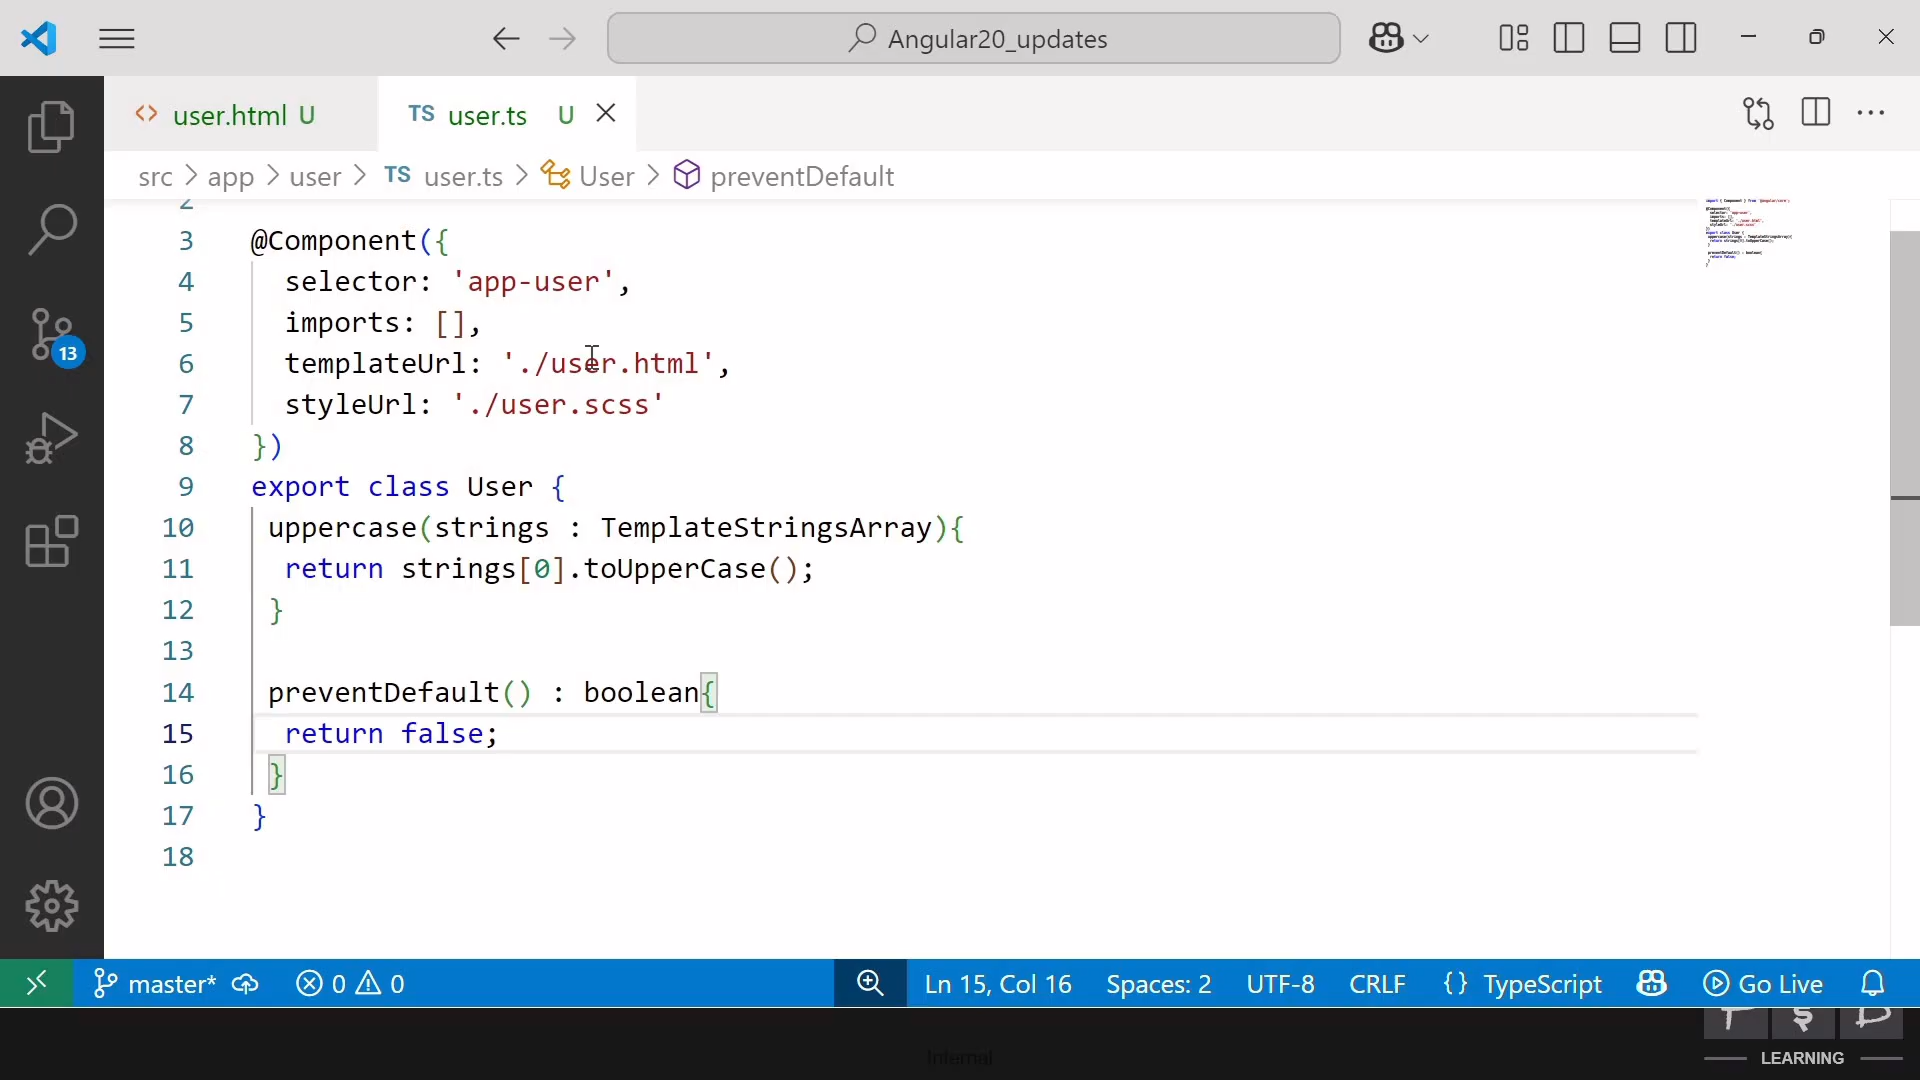 Angular20_updates
user.html U
TS user.ts U
src > app > user > TS user.ts > User > preventDefault
2
3 @Component({
4 selector: 'app-user',
5 imports: [],
6 templateUrl: './user.html',
7 styleUrl: './user.scss'
8 })
9 export class User {
10 uppercase(strings : TemplateStringsArray){
11 return strings[0].toUpperCase();
12 }
13
14 preventDefault() : boolean{
15 return false;
16 }
17 }
18
13
master* 0 0 Ln 15, Col 16 Spaces: 2 UTF-8 CRLF {} TypeScript Go Live
Internal
LEARNING